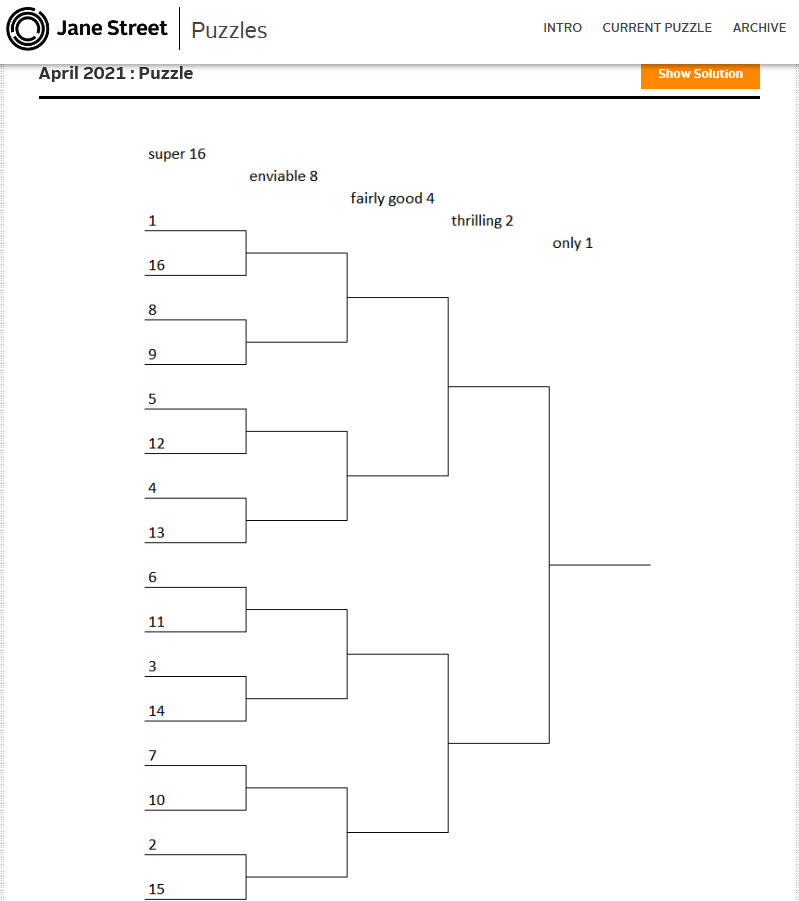 Jane Street Puzzles INTRO CURRENT PUZZLE ARCHIVE
April 2021 : Puzzle Show Solution
super 16
enviable 8
fairly good 4
thrilling 2
only 1
1
16
8
9
5
12
4
13
6
11
3
14
7
10
2
15